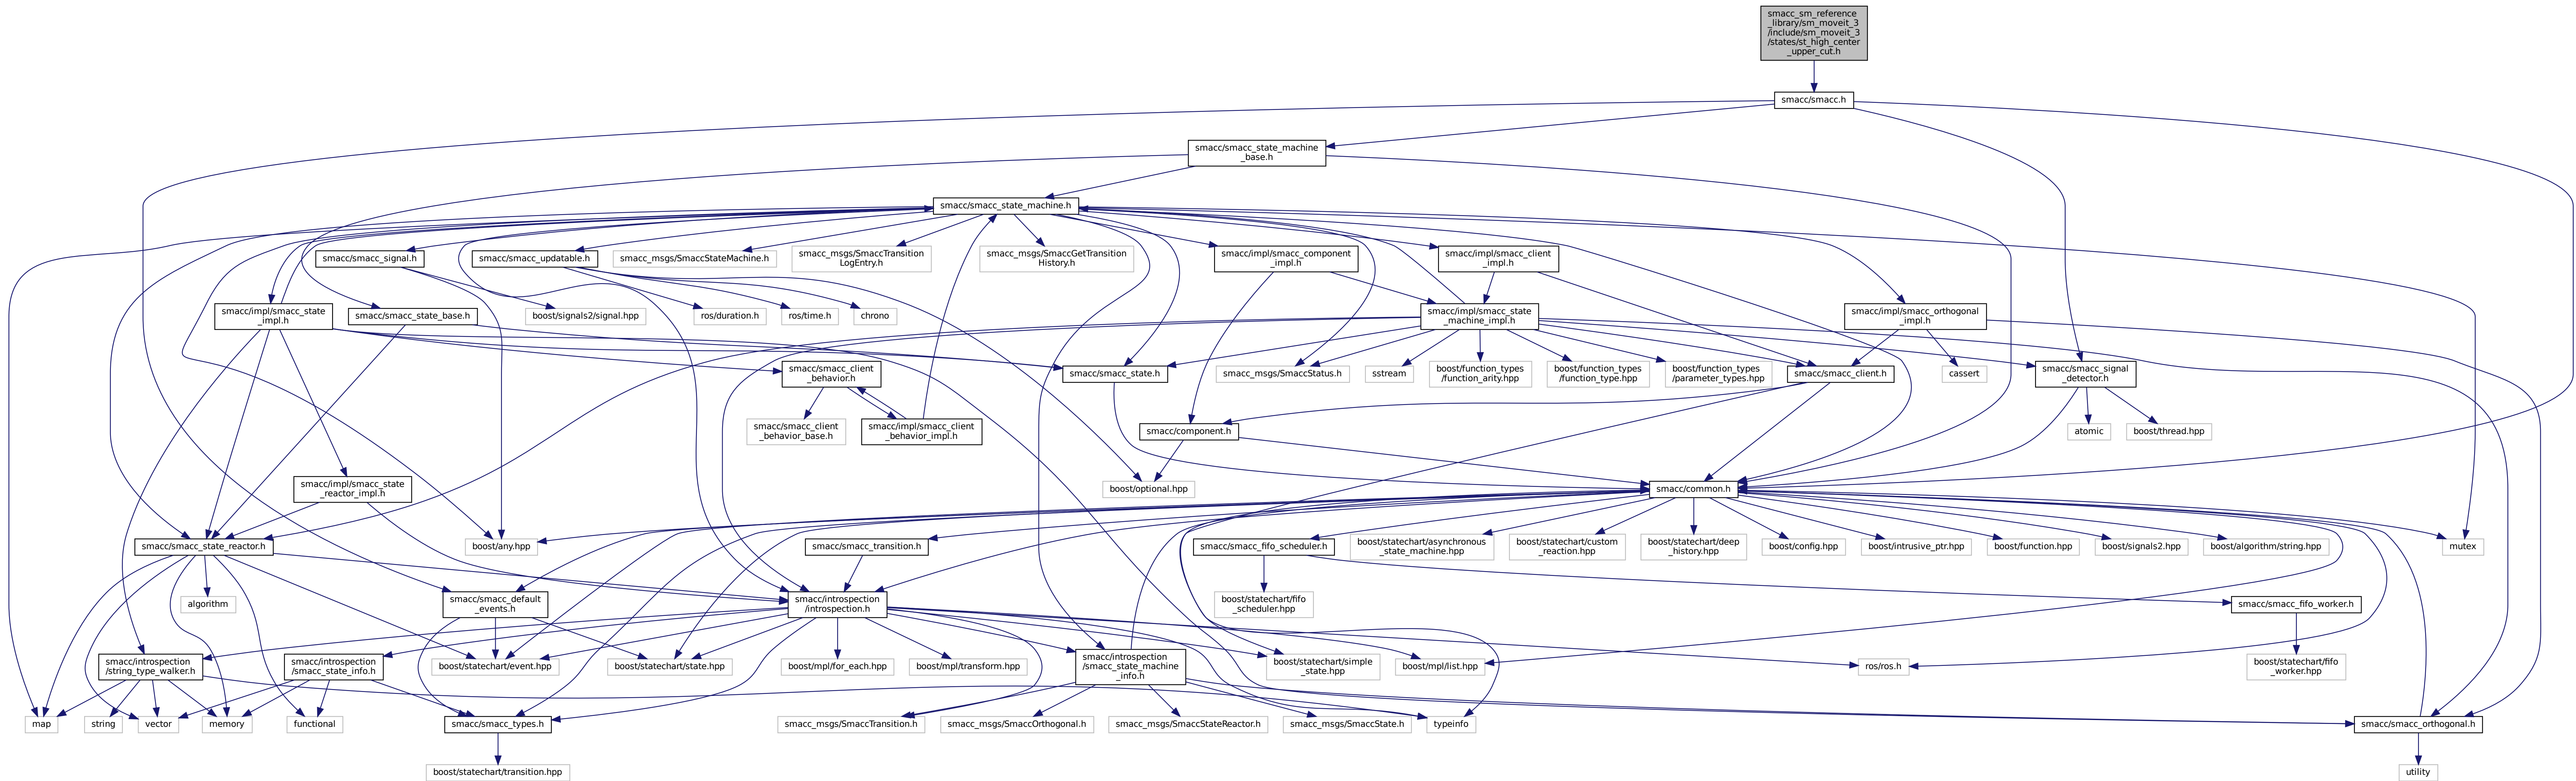 smacc_sm_reference
_library/sm_moveit_3
/include/sm_moveit_3
/states/st_high_center
_upper_cut.h
smacc/smacc.h
smacc/smacc_state_machine
_base.h
smacc/smacc_state_machine.h
smacc/smacc_signal.h
smacc/smacc_updatable.h
smacc_msgs/SmaccStateMachine.h
smacc_msgs/SmaccTransition
LogEntry.h
smacc_msgs/SmaccGetTransition
History.h
smacc/impl/smacc_component
_impl.h
smacc/impl/smacc_client
_impl.h
smacc/impl/smacc_state
_impl.h
smacc/smacc_state_base.h
boost/signals2/signal.hpp
ros/duration.h
ros/time.h
chrono
smacc/impl/smacc_state
_machine_impl.h
smacc/impl/smacc_orthogonal
_impl.h
smacc/smacc_client
_behavior.h
smacc/smacc_state.h
smacc_msgs/SmaccStatus.h
sstream
boost/function_types
/function_arity.hpp
boost/function_types
/function_type.hpp
boost/function_types
/parameter_types.hpp
smacc/smacc_client.h
cassert
smacc/smacc_signal
_detector.h
smacc/smacc_client
_behavior_base.h
smacc/impl/smacc_client
_behavior_impl.h
smacc/component.h
atomic
boost/thread.hpp
smacc/impl/smacc_state
_reactor_impl.h
boost/optional.hpp
smacc/common.h
smacc/smacc_state_reactor.h
boost/any.hpp
smacc/smacc_transition.h
smacc/smacc_fifo_scheduler.h
boost/statechart/asynchronous
_state_machine.hpp
boost/statechart/custom
_reaction.hpp
boost/statechart/deep
_history.hpp
boost/config.hpp
boost/intrusive_ptr.hpp
boost/function.hpp
boost/signals2.hpp
boost/algorithm/string.hpp
mutex
algorithm
smacc/smacc_default
_events.h
smacc/introspection
/introspection.h
boost/statechart/fifo
_scheduler.hpp
smacc/smacc_fifo_worker.h
smacc/introspection
/string_type_walker.h
smacc/introspection
/smacc_state_info.h
boost/statechart/event.hpp
boost/statechart/state.hpp
boost/mpl/for_each.hpp
boost/mpl/transform.hpp
smacc/introspection
/smacc_state_machine
_info.h
boost/statechart/simple
_state.hpp
boost/mpl/list.hpp
ros/ros.h
boost/statechart/fifo
_worker.hpp
map
string
vector
memory
functional
smacc/smacc_types.h
smacc_msgs/SmaccTransition.h
smacc_msgs/SmaccOrthogonal.h
smacc_msgs/SmaccStateReactor.h
smacc_msgs/SmaccState.h
typeinfo
smacc/smacc_orthogonal.h
boost/statechart/transition.hpp
utility